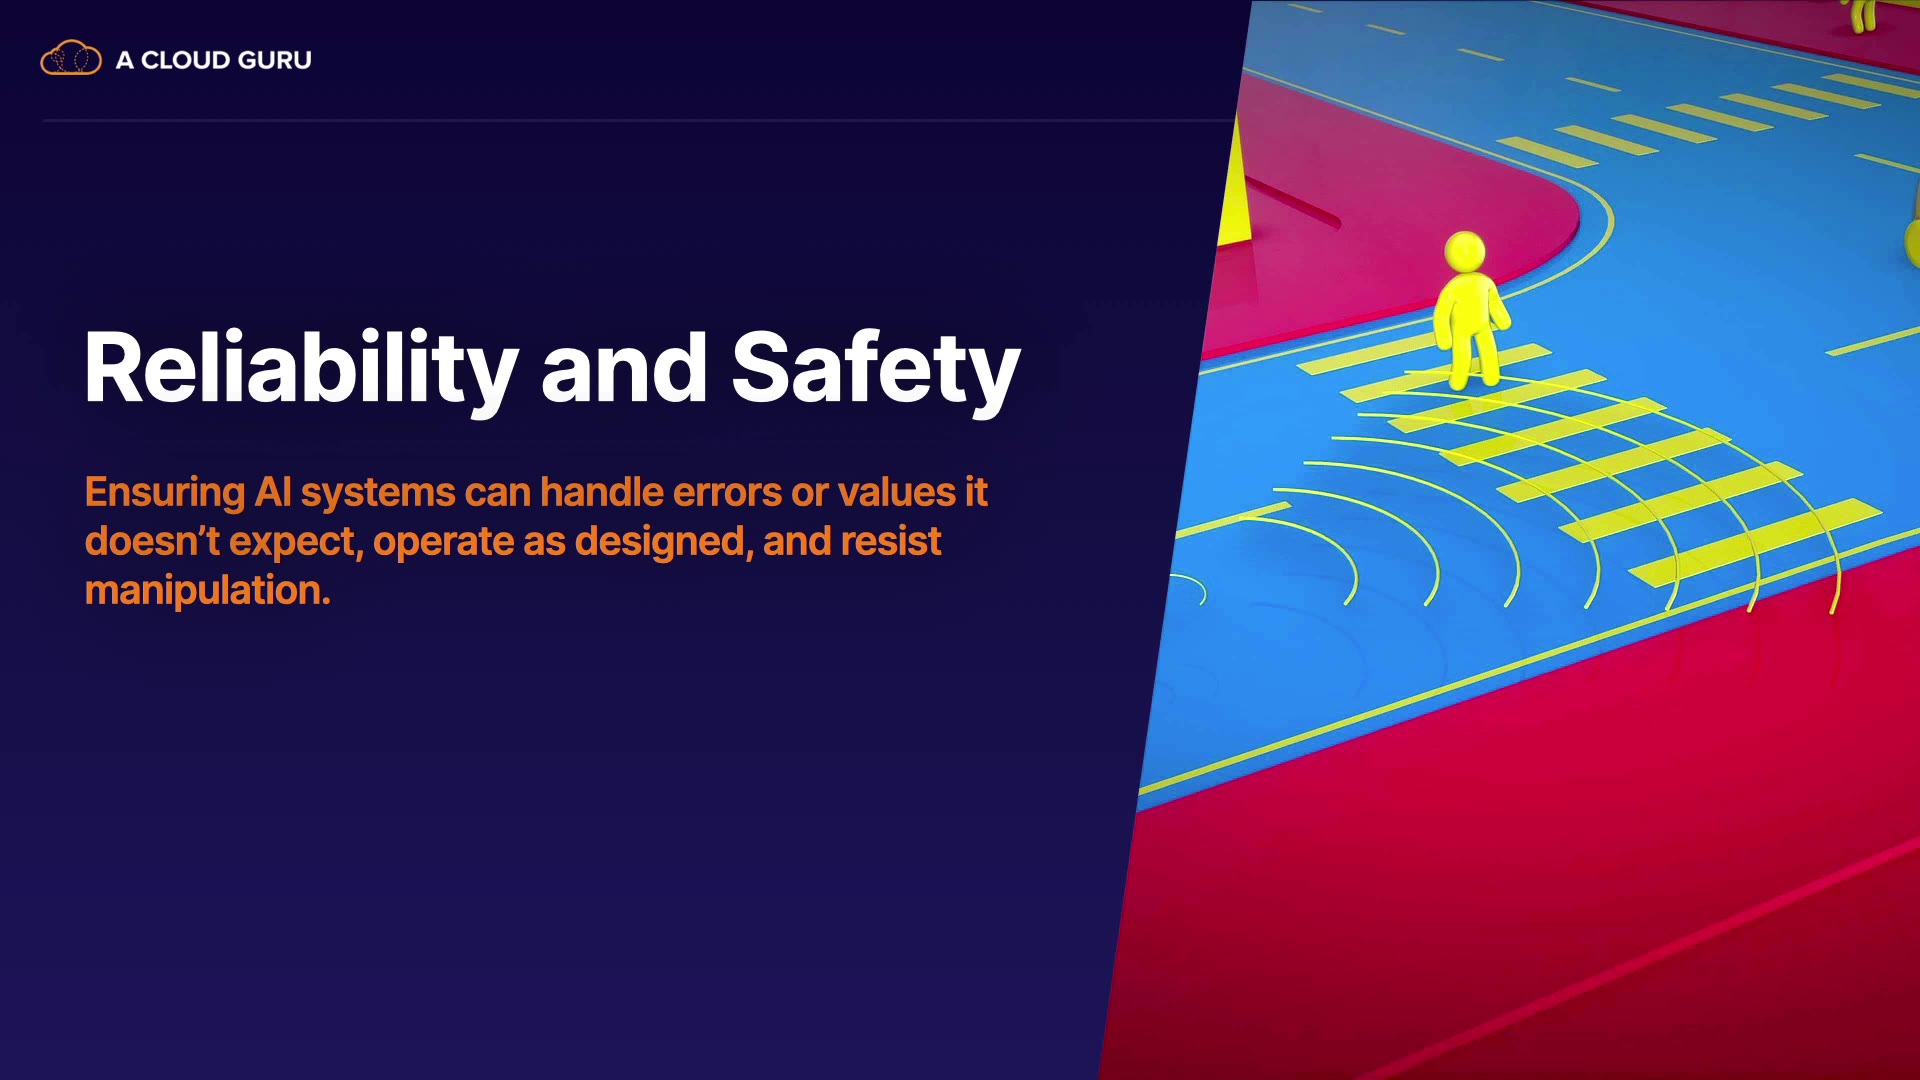 A CLOUD GURU
Reliability and Safety
Ensuring AI systems can handle errors or values it
doesn’t expect, operate as designed, and resist
manipulation.